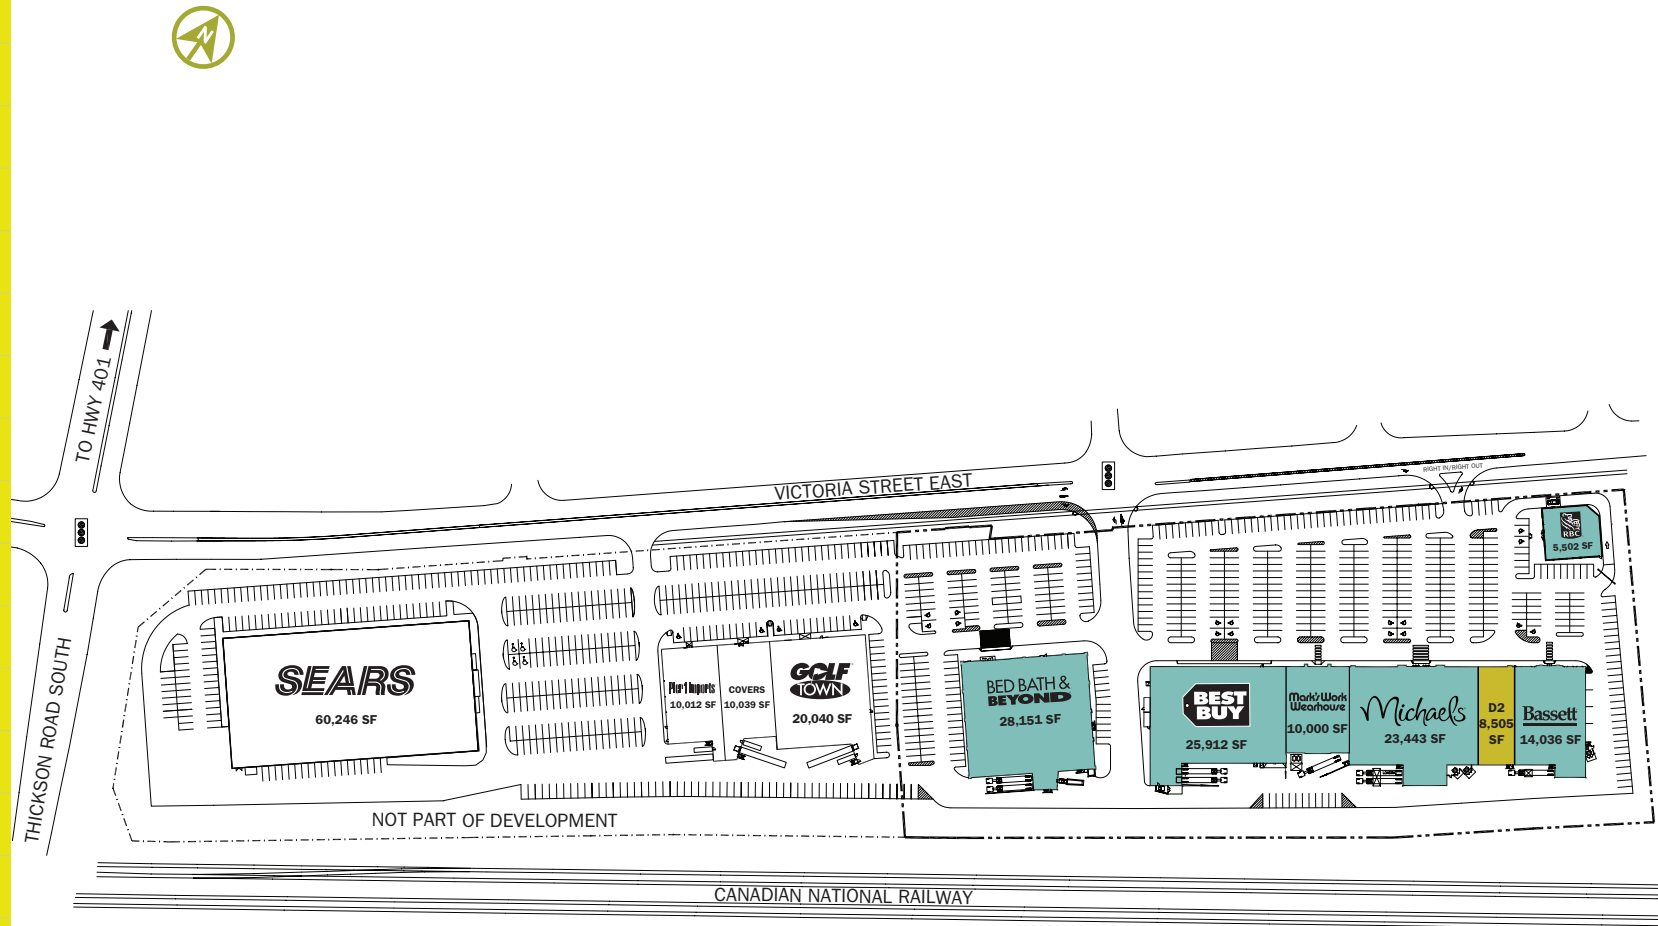 N
TO HWY 401
THICKSON ROAD SOUTH
VICTORIA STREET EAST
RIGHT IN/RIGHT OUT
RBC
5,502 SF
SEARS
60,246 SF
Pier 1 Imports
10,012 SF
COVERS
10,039 SF
GOLF
TOWN
20,040 SF
BED BATH &
BEYOND
28,151 SF
BEST
BUY
25,912 SF
Mark's Work
Wearhouse
10,000 SF
Michaels
23,443 SF
D2
8,505
SF
Bassett
14,036 SF
NOT PART OF DEVELOPMENT
CANADIAN NATIONAL RAILWAY